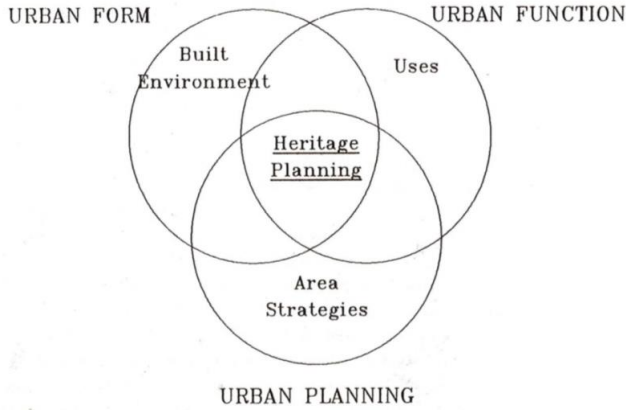 URBAN FORM
URBAN FUNCTION
Built
Environment
Uses
Heritage
Planning
Area
Strategies
URBAN PLANNING